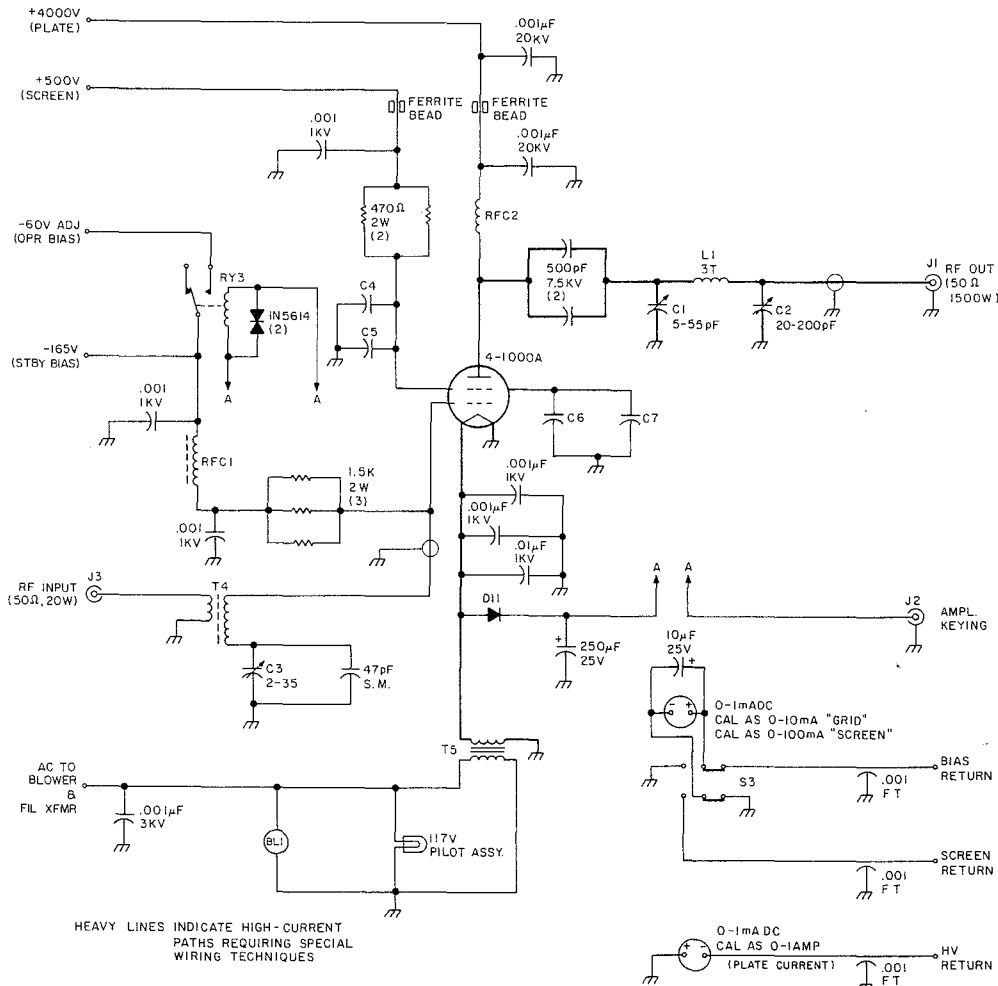 +4000V
(PLATE)
.001µF
20KV
+500V
(SCREEN)
FERRITE
BEAD
FERRITE
BEAD
.001
1KV
.001µF
20KV
470Ω
2W
(2)
RFC2
-60V ADJ
(OPR BIAS)
RY3
L1
3T
J1
RF OUT
(50Ω
1500W)
500pF
7.5KV
(2)
C4
1N5614
(2)
C1
5-55pF
C2
20-200pF
C5
-165V
(STBY BIAS)
4-1000A
A
A
.001
1KV
C6
C7
RFC1
1.5K
2W
(3)
.001µF
1KV
.001µF
1KV
.001
1KV
.01µF
1KV
A
A
J3
RF INPUT
(50Ω, 20W)
T4
D11
J2
AMPL.
KEYING
+
250µF
25V
10µF
25V
+
C3
2-35
47pF
S.M.
- +
0-1mADC
CAL AS 0-10mA "GRID"
CAL AS 0-100mA "SCREEN"
T5
AC TO
BLOWER
&
FIL XFMR
BIAS
RETURN
S3
.001
FT
.001µF
3KV
BL1
117V
PILOT ASSY.
SCREEN
RETURN
.001
FT
HEAVY LINES INDICATE HIGH-CURRENT
PATHS REQUIRING SPECIAL
WIRING TECHNIQUES
0-1mA DC
CAL AS 0-1AMP
(PLATE CURRENT)
+ -
HV
RETURN
.001
FT